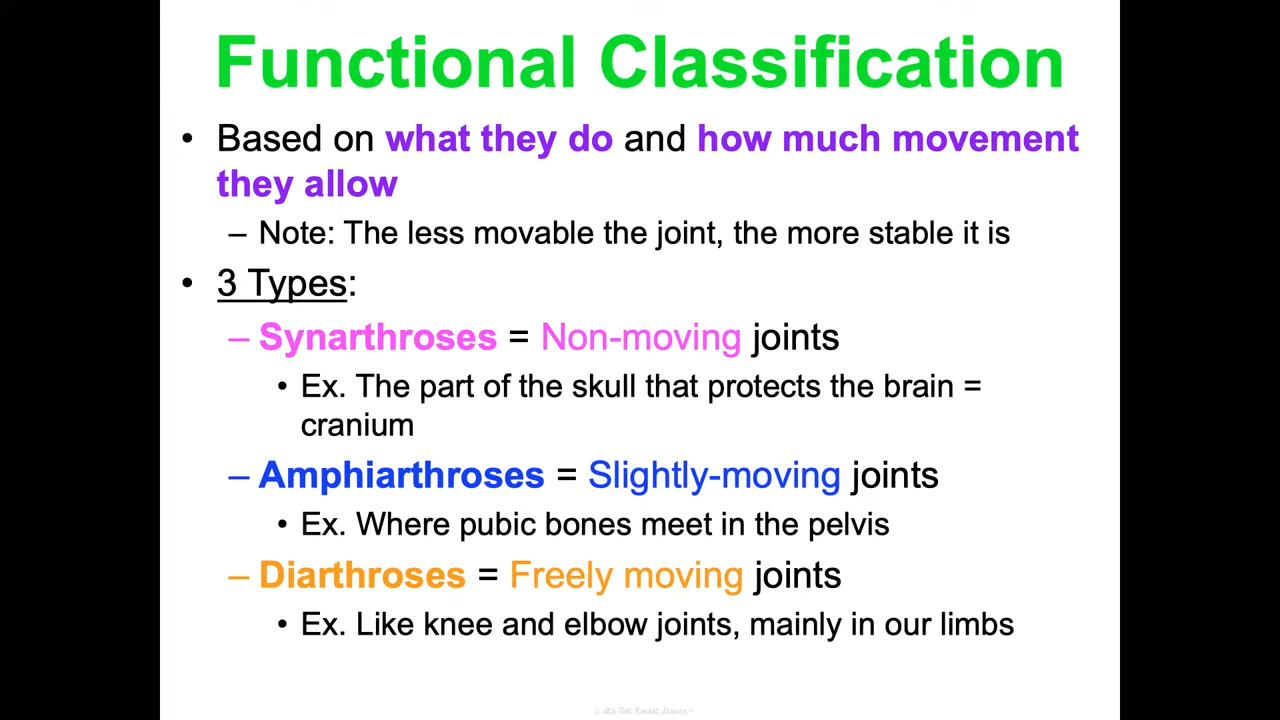 Functional Classification
• Based on what they do and how much movement
they allow
– Note: The less movable the joint, the more stable it is
• 3 Types:
– Synarthroses = Non-moving joints
• Ex. The part of the skull that protects the brain =
cranium
– Amphiarthroses = Slightly-moving joints
• Ex. Where pubic bones meet in the pelvis
– Diarthroses = Freely moving joints
• Ex. Like knee and elbow joints, mainly in our limbs